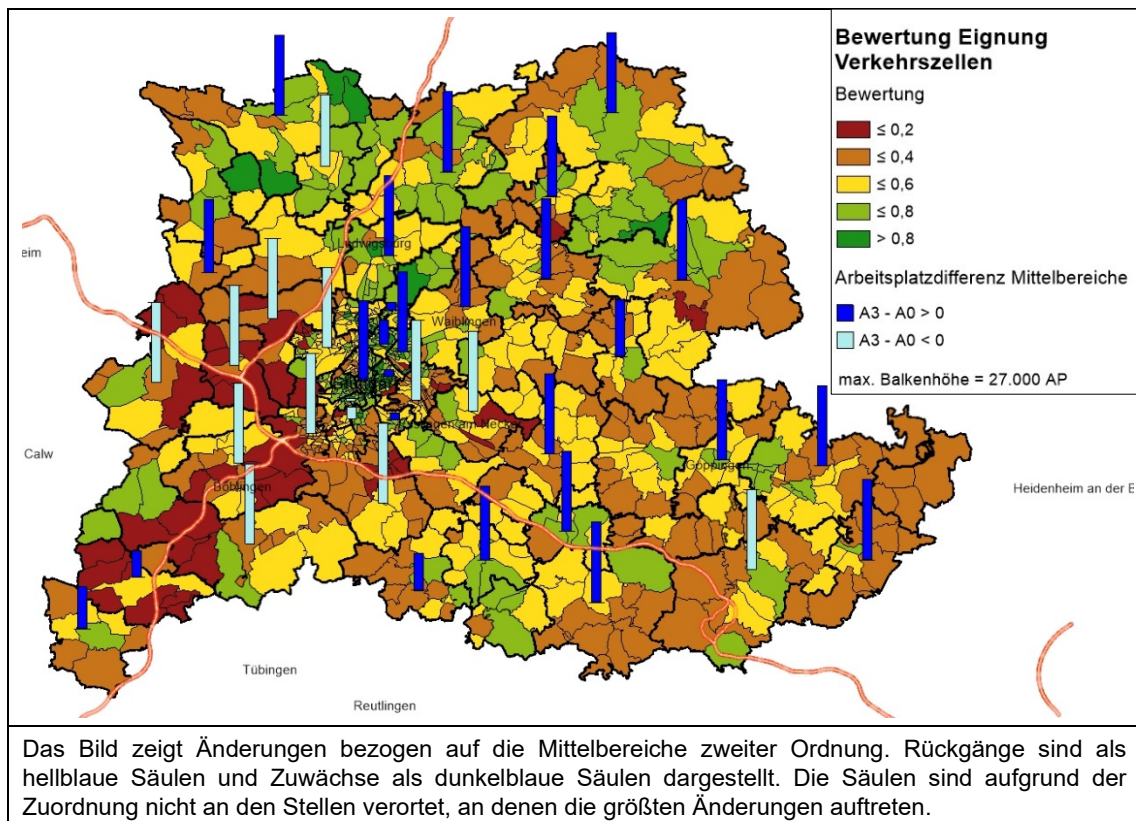 Bewertung Eignung
Verkehrszellen
Bewertung
≤ 0,2
≤ 0,4
≤ 0,6
≤ 0,8
> 0,8
Arbeitsplatzdifferenz Mittelbereiche
A3 - A0 > 0
A3 - A0 < 0
max. Balkenhöhe = 27.000 AP
eim
Ludwigsburg
Waiblingen
Calw
Göppingen
Böblingen
Heidenheim an der B
Tübingen
Reutlingen
Das Bild zeigt Änderungen bezogen auf die Mittelbereiche zweiter Ordnung. Rückgänge sind als
hellblaue Säulen und Zuwächse als dunkelblaue Säulen dargestellt. Die Säulen sind aufgrund der
Zuordnung nicht an den Stellen verortet, an denen die größten Änderungen auftreten.